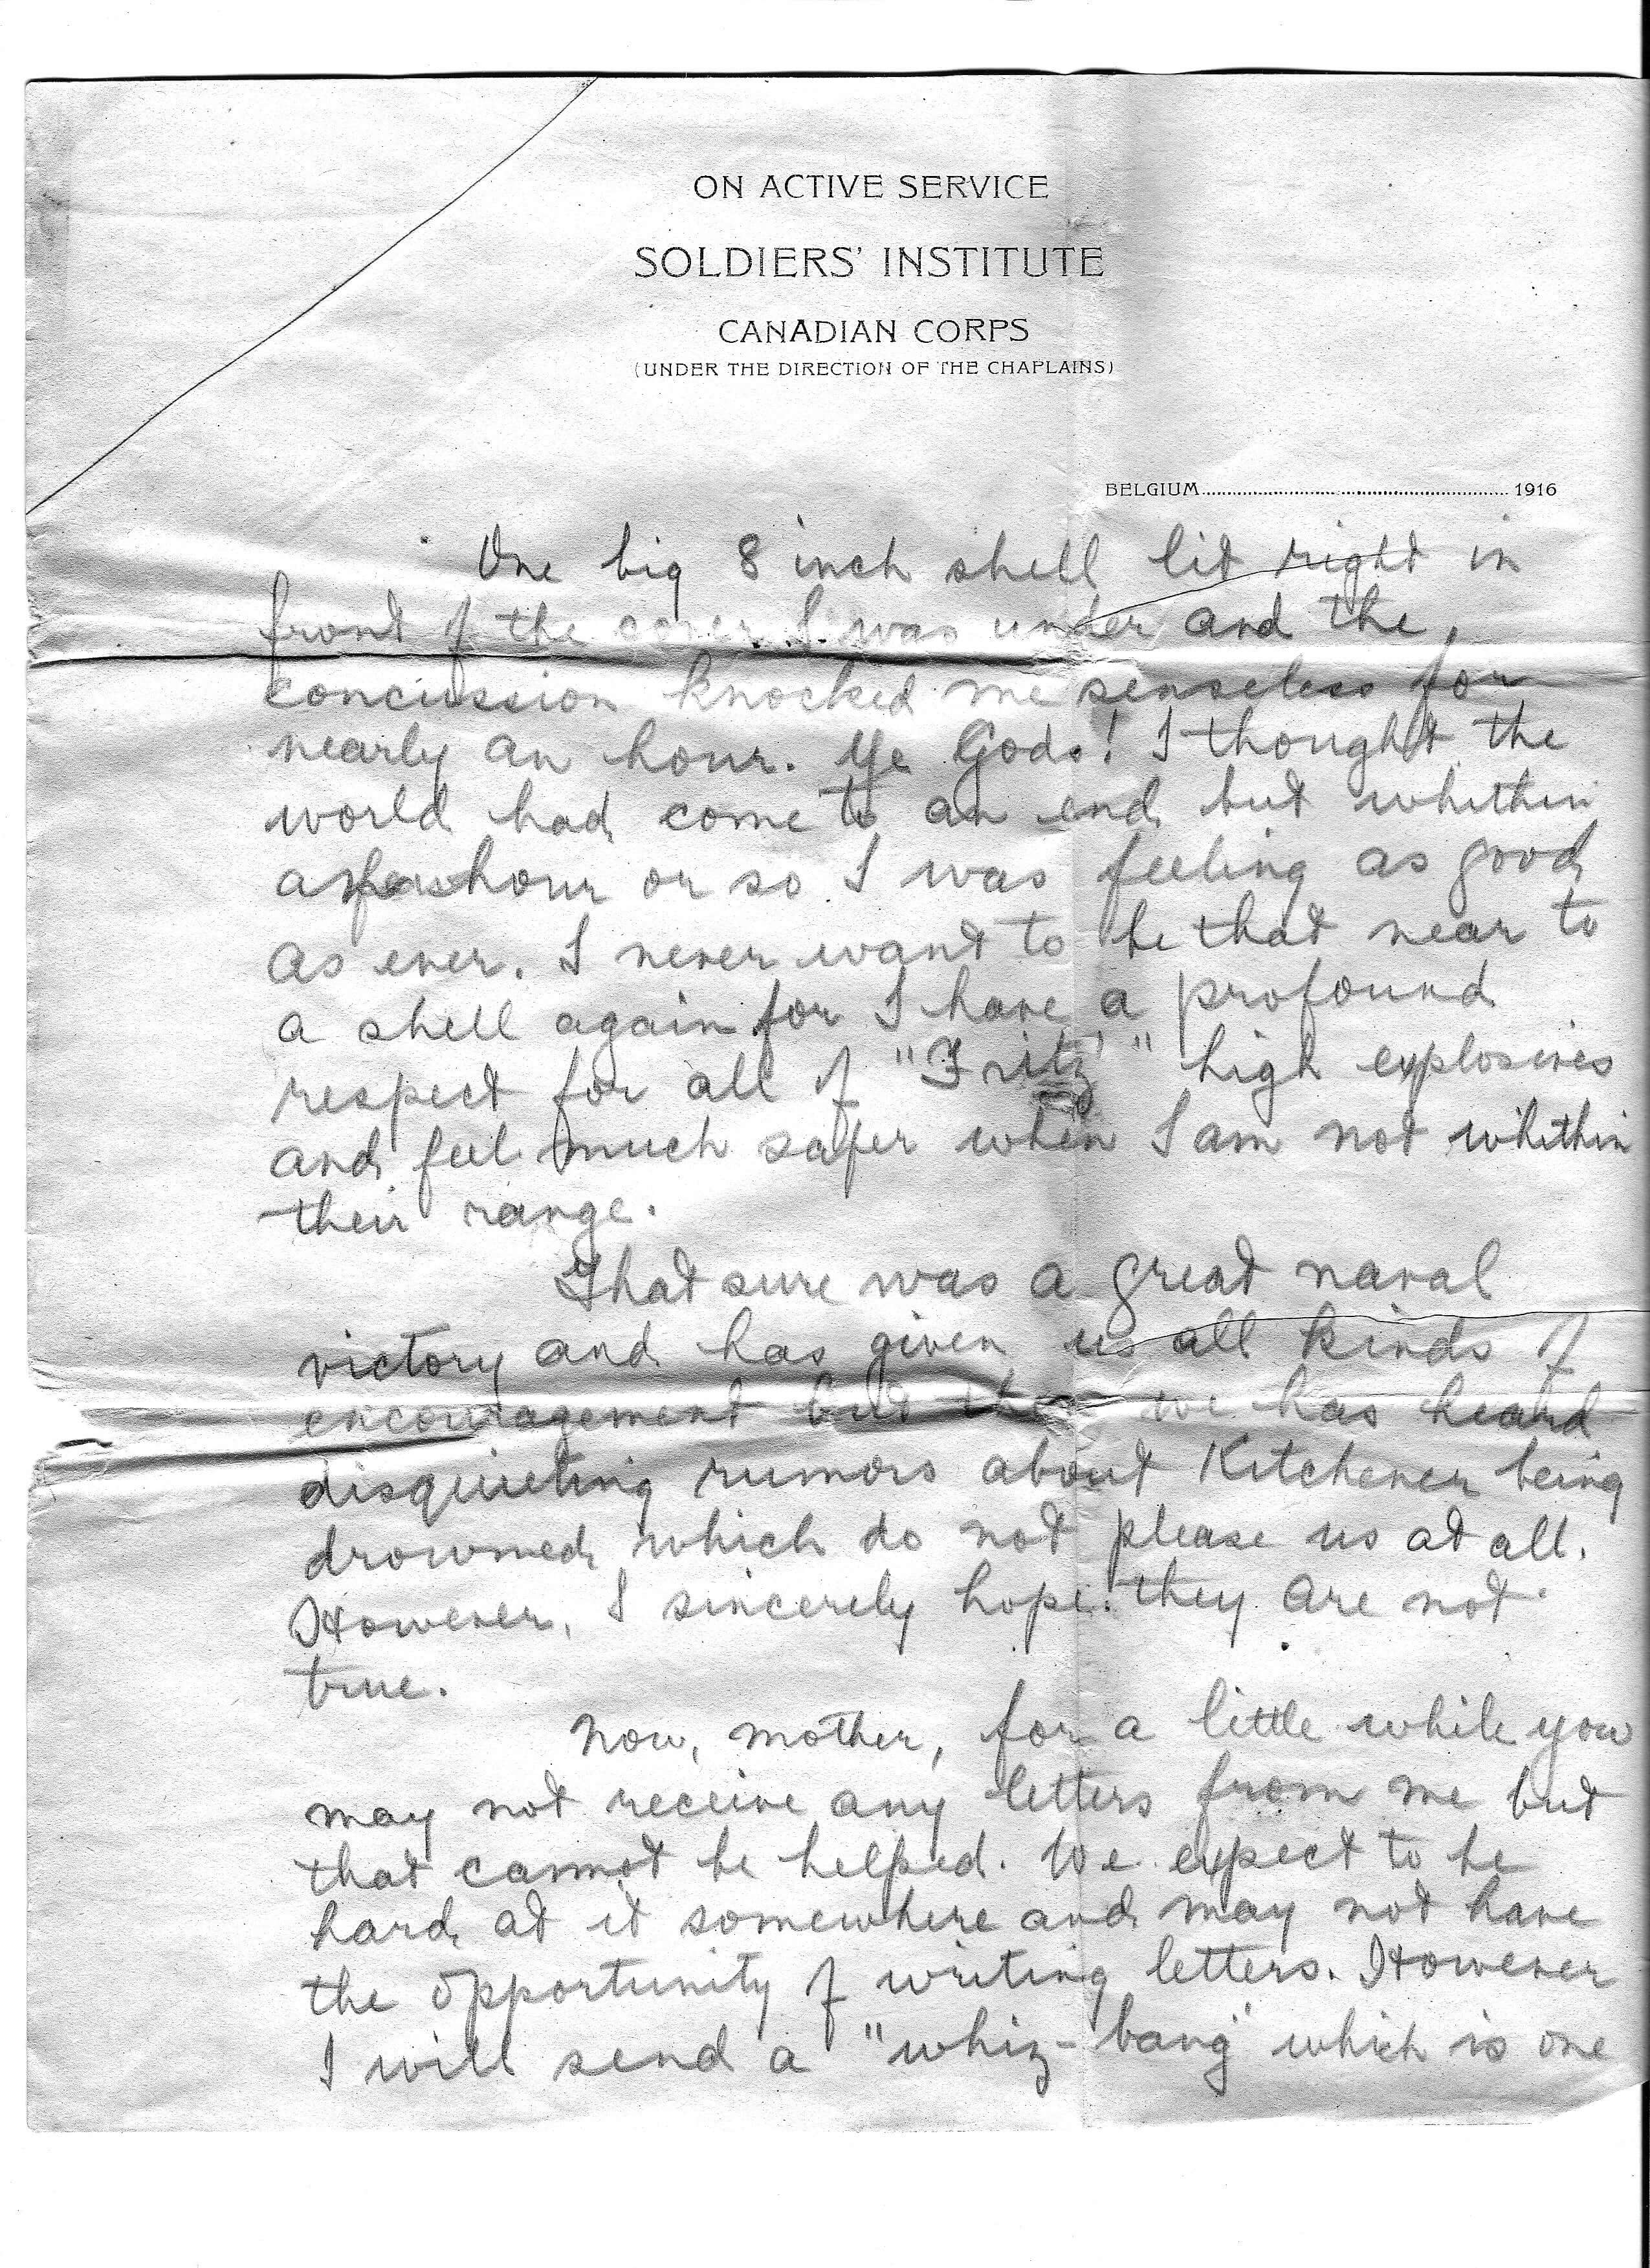 ON ACTIVE SERVICE
SOLDIERS' INSTITUTE
CANADIAN CORPS
(UNDER THE DIRECTION OF THE CHAPLAINS)
BELGIUM.......................................................... 1916
One big 8 inch shell lit right in
front of the cover I was under and the
concussion knocked me senseless for
nearly an hour. Ye Gods! I thought the
world had come to an end but whithin
an hour or so I was feeling as good
as ever. I never want to be that near to
a shell again for I have a profound
respect for all of "Fritz'" high explosives
and feel much safer when I am not whithin
their range.
That sure was a great naval
victory and has given us all kinds of
encouragement but then we has heard
disquieting rumors about Kitchener being
drowned which do not please us at all.
However, I sincerely hope they are not
true.
Now, mother, for a little while you
may not receive any letters from me but
that cannot be helped. We expect to be
hard at it somewhere and may not have
the opportunity of writing letters. However
I will send a "whiz-bang" which is one